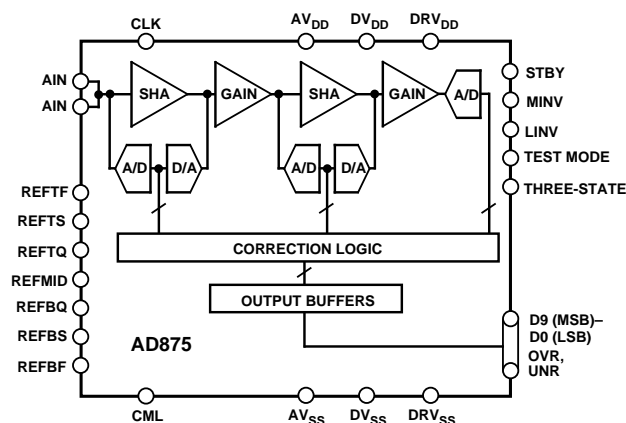 CLK AVDD DVDD DRVDD
AIN
AIN
SHA GAIN SHA GAIN A/D
A/D D/A A/D D/A
STBY
MINV
LINV
TEST MODE
THREE-STATE
REFTF
REFTS
REFTQ
REFMID
REFBQ
REFBS
REFBF
CORRECTION LOGIC
OUTPUT BUFFERS
AD875
D9 (MSB)–
D0 (LSB)
OVR,
UNR
CML AVSS DVSS DRVSS